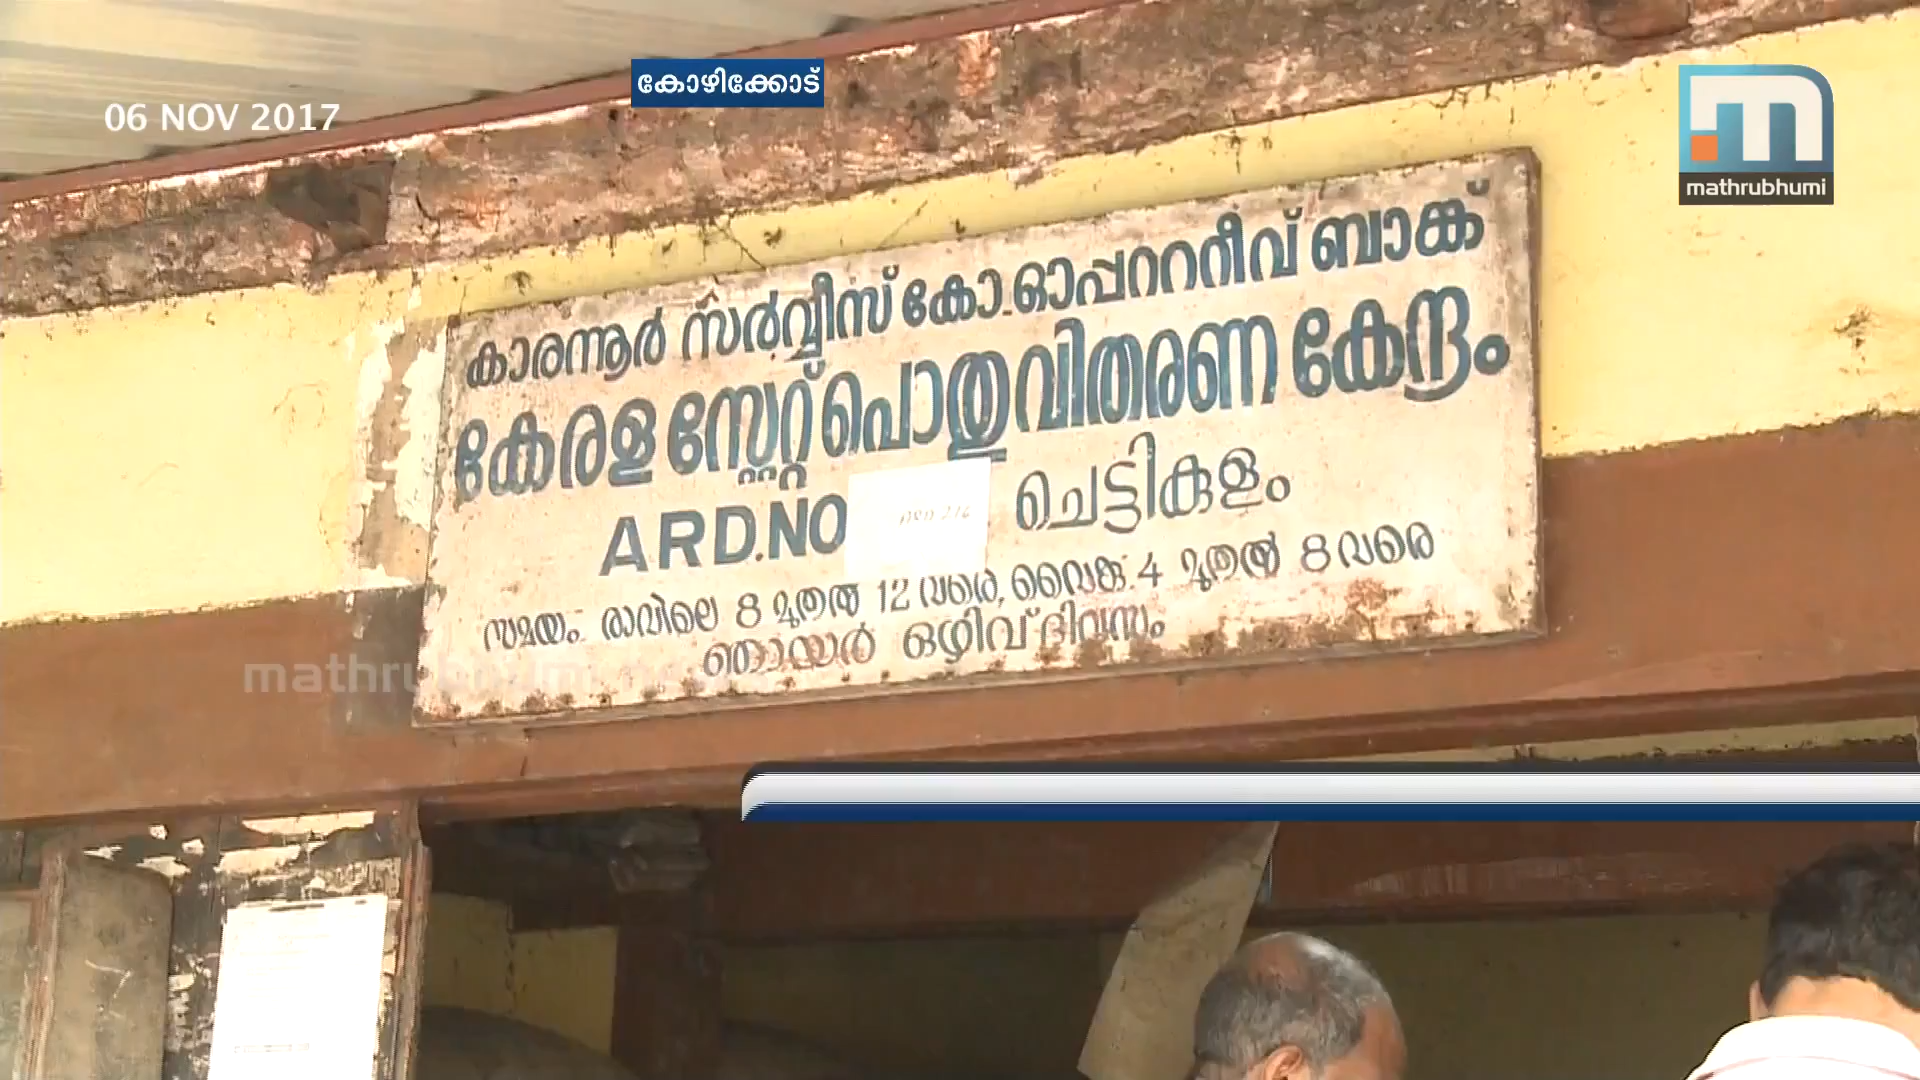 കോഴിക്കോട്
06 NOV 2017
mathrubhumi
കാരന്നൂർ സർവ്വീസ് കോ.ഓപ്പററററീവ് ബാങ്ക്
കേരള സ്റ്റേറ്റ് പൊതുവിതരണ കേന്ദ്രം
ARD.NO ചെട്ടികുളം
സമയം രാവിലെ 8 മുതൽ 12 വരെ, വൈകു. 4 മുതൽ 8 വരെ
ഞായർ ഒഴിവ് ദിവസം